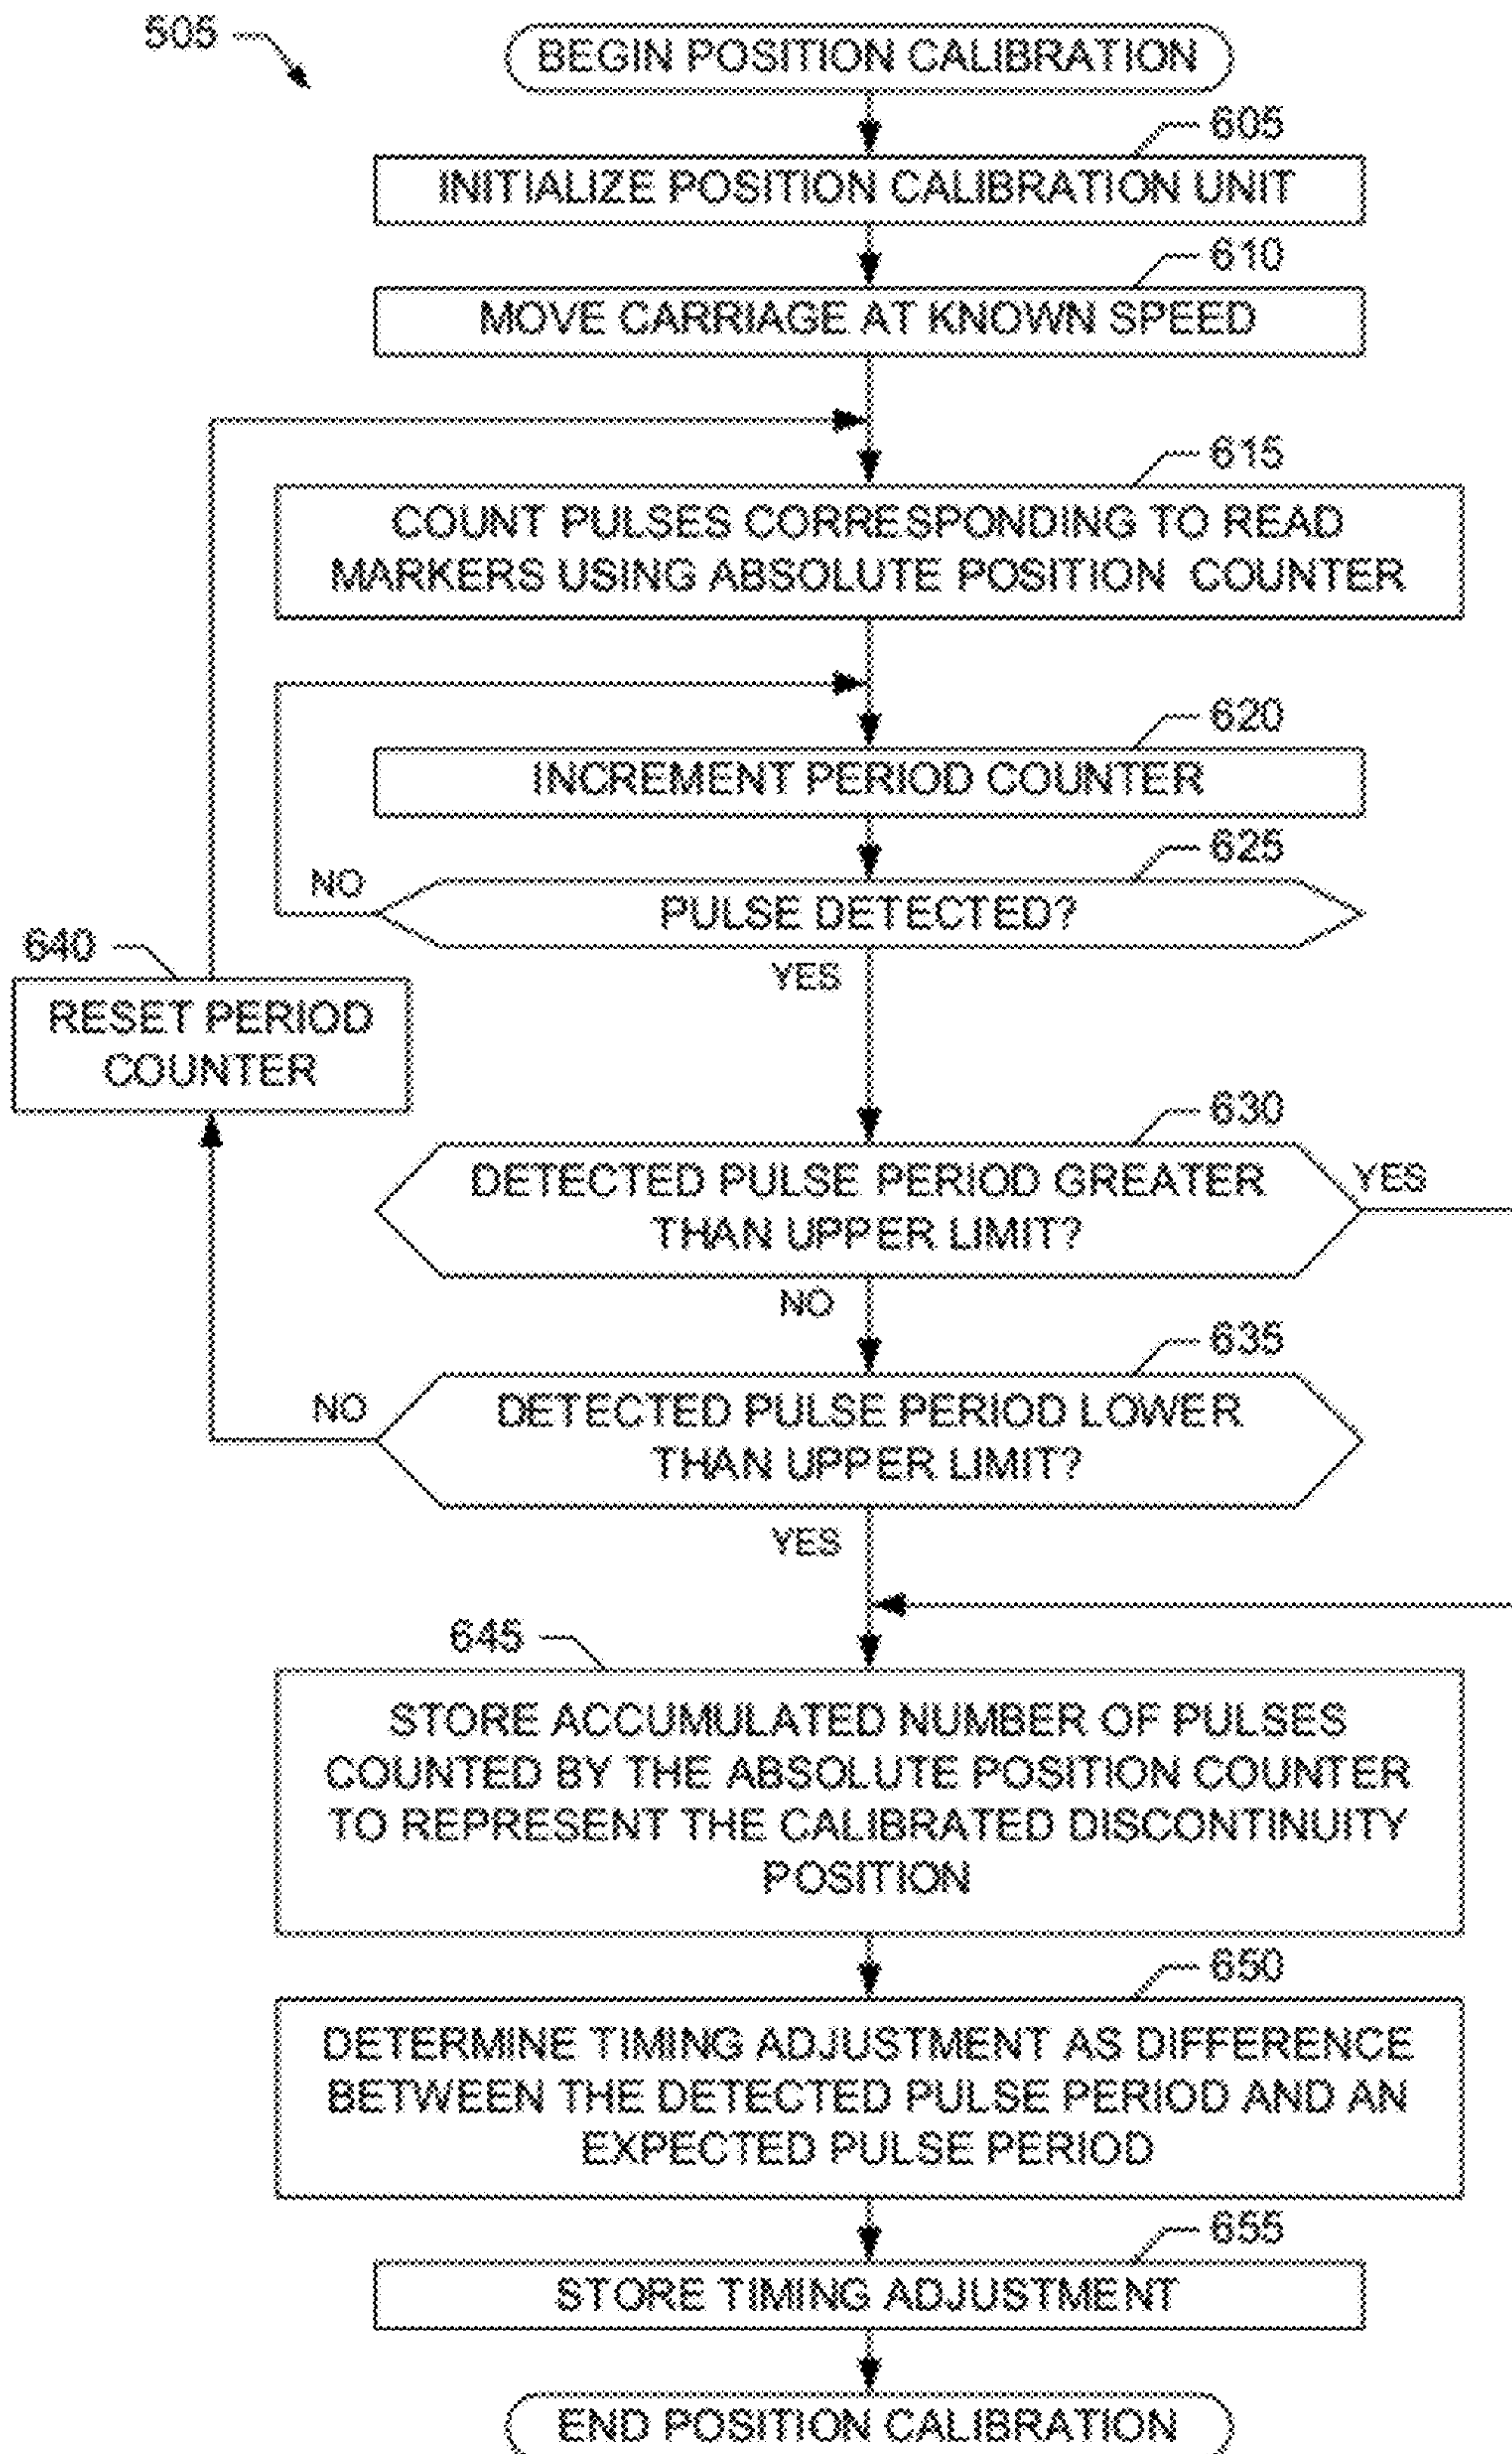 505
BEGIN POSITION CALIBRATION
605
INITIALIZE POSITION CALIBRATION UNIT
610
MOVE CARRIAGE AT KNOWN SPEED
615
COUNT PULSES CORRESPONDING TO READ
MARKERS USING ABSOLUTE POSITION COUNTER
620
INCREMENT PERIOD COUNTER
625
NO
PULSE DETECTED?
YES
640
RESET PERIOD
COUNTER
630
DETECTED PULSE PERIOD GREATER
THAN UPPER LIMIT?
YES
NO
635
NO
DETECTED PULSE PERIOD LOWER
THAN UPPER LIMIT?
YES
645
STORE ACCUMULATED NUMBER OF PULSES
COUNTED BY THE ABSOLUTE POSITION COUNTER
TO REPRESENT THE CALIBRATED DISCONTINUITY
POSITION
650
DETERMINE TIMING ADJUSTMENT AS DIFFERENCE
BETWEEN THE DETECTED PULSE PERIOD AND AN
EXPECTED PULSE PERIOD
655
STORE TIMING ADJUSTMENT
END POSITION CALIBRATION